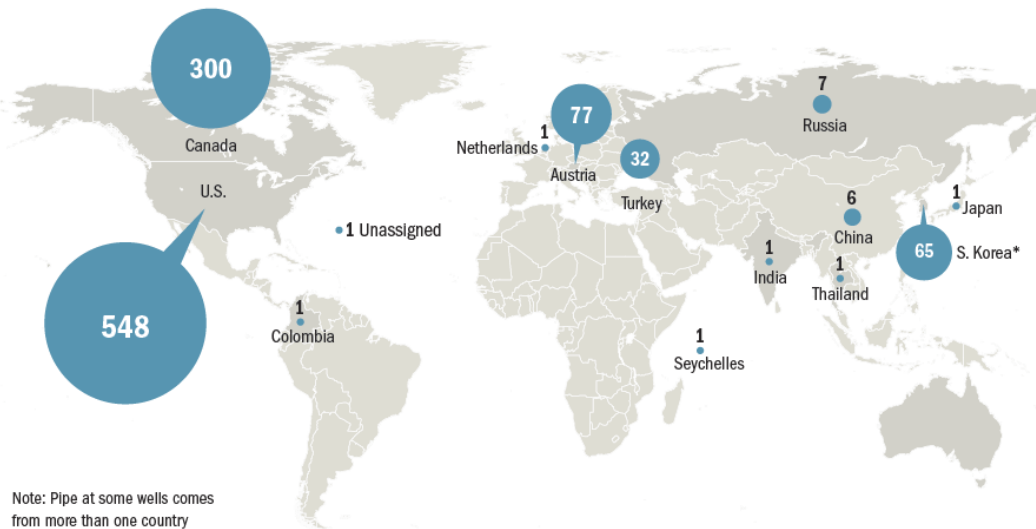 300
Canada
U.S.
548
1
Colombia
1 Unassigned
1
Netherlands
77
Austria
32
Turkey
7
Russia
6
China
1
Japan
65
S. Korea*
1
India
1
Thailand
1
Seychelles
Note: Pipe at some wells comes
from more than one country